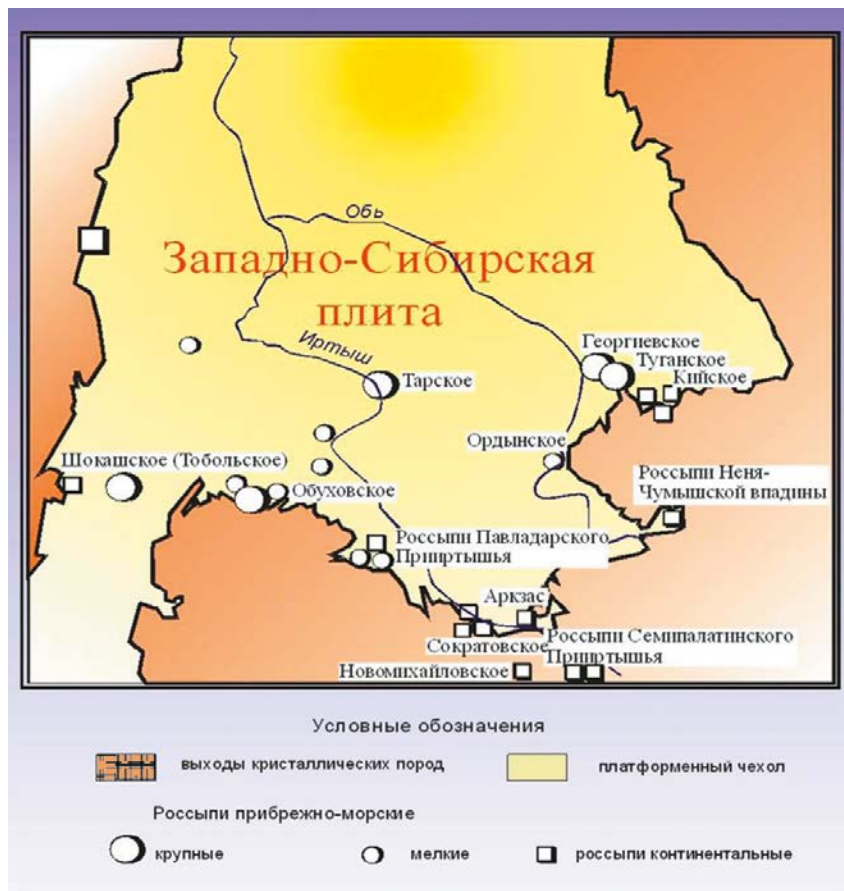 Обь
Западно-Сибирская
плита
Иртыш
Георгиевское
Туганское
Кийское
Тарское
Ордынское
Шокашское (Тобольское)
Обуховское
Россыпи Неня-
Чумышской впадины
Россыпи Павладарского
Прииртышья
Аркзас
Сократовское
Россыпи Семипалатинского
Прииртышья
Новомихайловское
Условные обозначения
выходы кристаллических пород
платформенный чехол
Россыпи прибрежно-морские
крупные
мелкие
россыпи континентальные